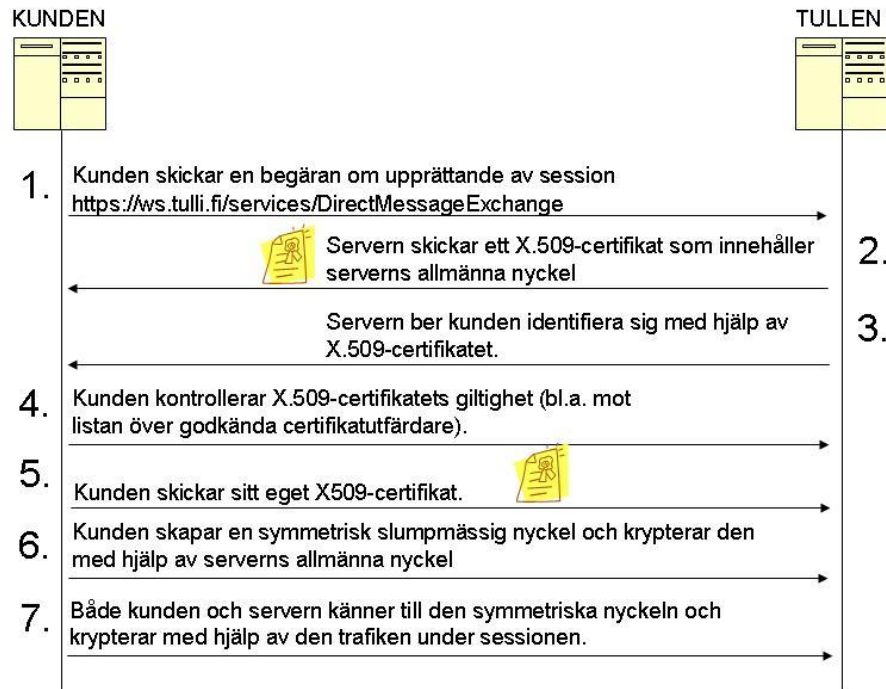 KUNDEN
TULLEN
1.
Kunden skickar en begäran om upprättande av session
https://ws.tulli.fi/services/DirectMessageExchange
Servern skickar ett X.509-certifikat som innehåller
serverns allmänna nyckel
2.
Servern ber kunden identifiera sig med hjälp av
X.509-certifikatet.
3.
4.
Kunden kontrollerar X.509-certifikatets giltighet (bl.a. mot
listan över godkända certifikatutfärdare).
5.
Kunden skickar sitt eget X509-certifikat.
6.
Kunden skapar en symmetrisk slumpmässig nyckel och krypterar den
med hjälp av serverns allmänna nyckel
7.
Både kunden och servern känner till den symmetriska nyckeln och
krypterar med hjälp av den trafiken under sessionen.